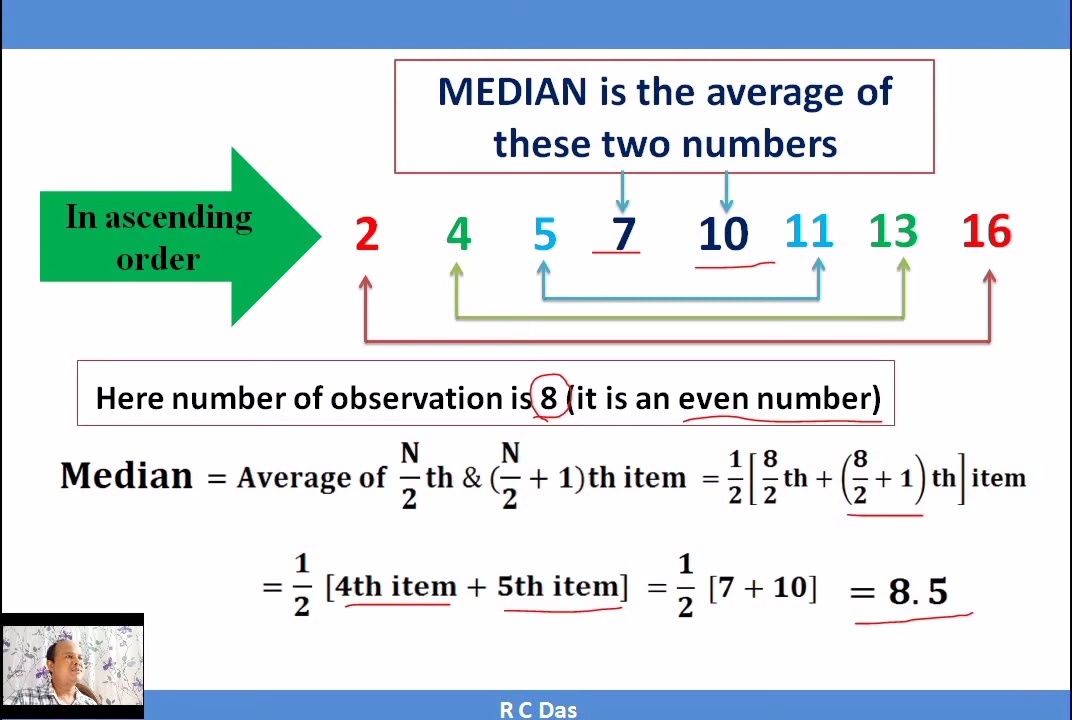 MEDIAN is the average of
these two numbers
In ascending
order
2 4 5 7 10 11 13 16
Here number of observation is 8 (it is an even number)
Median = Average of N/2 th & (N/2 + 1)th item = 1/2 [8/2 th + (8/2 + 1) th] item
= 1/2 [4th item + 5th item] = 1/2 [7 + 10] = 8.5
R C Das